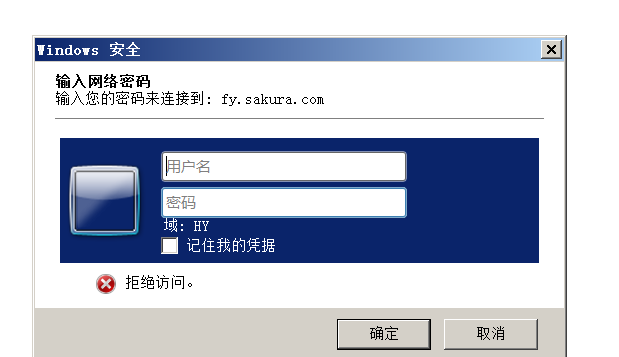 Windows 安全
输入网络密码
输入您的密码来连接到: fy.sakura.com
用户名
密码
域: HY
记住我的凭据
拒绝访问。
确定
取消